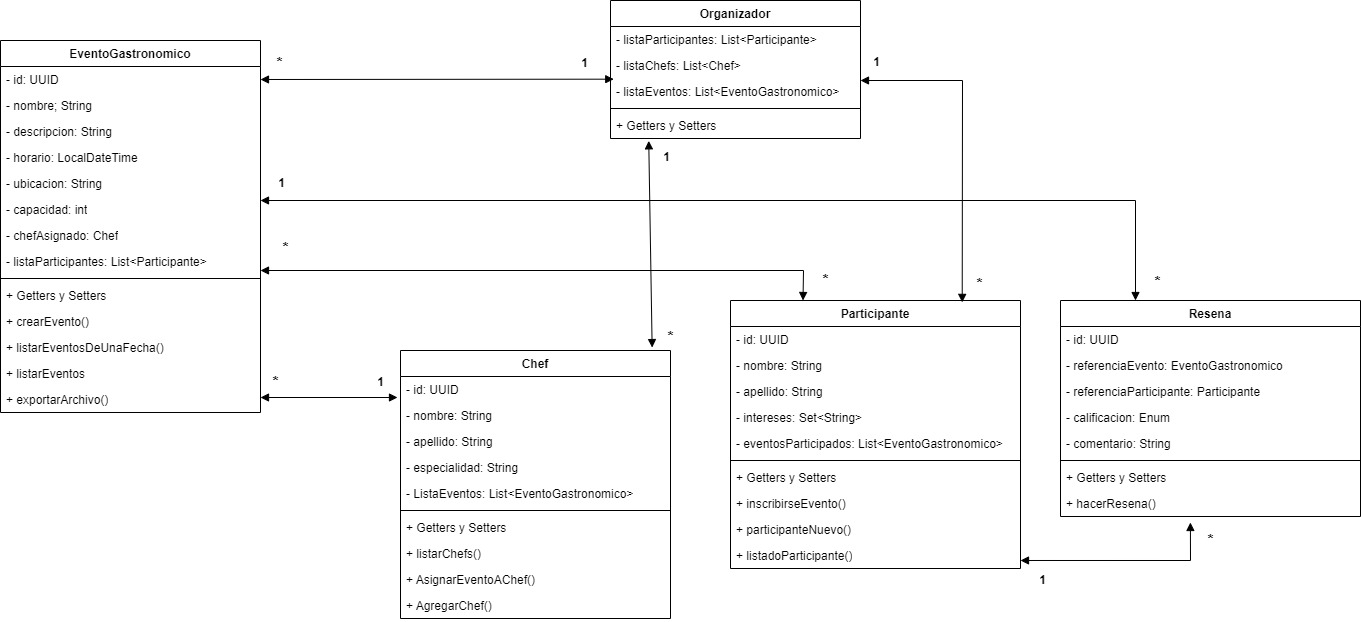 Organizador
- listaParticipantes: List<Participante>
- listaChefs: List<Chef>
- listaEventos: List<EventoGastronomico>
+ Getters y Setters
EventoGastronomico
- id: UUID
- nombre; String
- descripcion: String
- horario: LocalDateTime
- ubicacion: String
- capacidad: int
- chefAsignado: Chef
- listaParticipantes: List<Participante>
+ Getters y Setters
+ crearEvento()
+ listarEventosDeUnaFecha()
+ listarEventos
+ exportarArchivo()
*
1
1
1
1
*
*
*
*
*
*
1
Chef
- id: UUID
- nombre: String
- apellido: String
- especialidad: String
- ListaEventos: List<EventoGastronomico>
+ Getters y Setters
+ listarChefs()
+ AsignarEventoAChef()
+ AgregarChef()
Participante
- id: UUID
- nombre: String
- apellido: String
- intereses: Set<String>
- eventosParticipados: List<EventoGastronomico>
+ Getters y Setters
+ inscribirseEvento()
+ participanteNuevo()
+ listadoParticipante()
Resena
- id: UUID
- referenciaEvento: EventoGastronomico
- referenciaParticipante: Participante
- calificacion: Enum
- comentario: String
+ Getters y Setters
+ hacerResena()
*
1